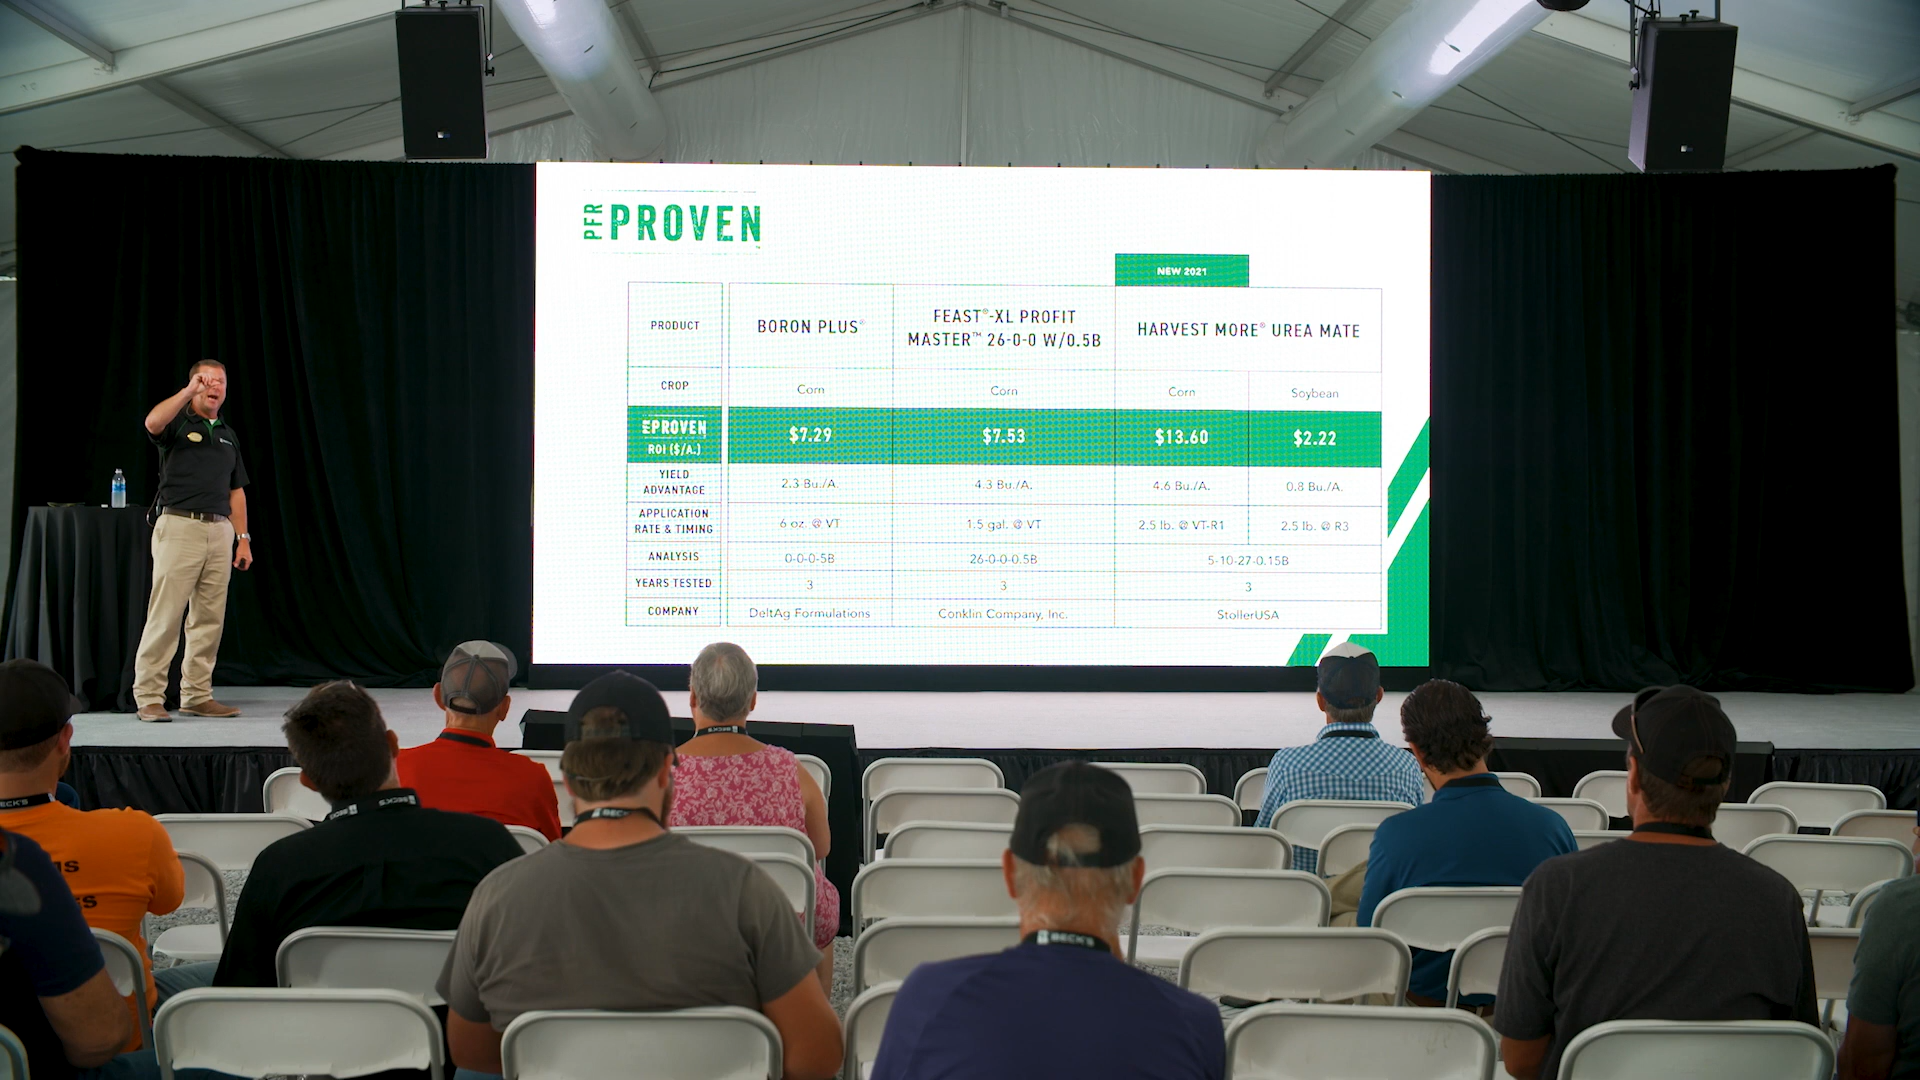 PFR PROVEN
NEW 2021
PRODUCT
BORON PLUS®
FEAST®-XL PROFIT
MASTER™ 26-0-0 W/0.5B
HARVEST MORE® UREA MATE
CROP
Corn
Corn
Corn
Soybean
PFR PROVEN
ROI ($/A.)
$7.29
$7.53
$13.60
$2.22
YIELD
ADVANTAGE
2.3 Bu./A.
4.3 Bu./A.
4.6 Bu./A.
0.8 Bu./A.
APPLICATION
RATE & TIMING
6 oz. @ VT
1.5 gal. @ VT
2.5 lb. @ VT-R1
2.5 lb. @ R3
ANALYSIS
0-0-0-5B
26-0-0-0.5B
5-10-27-0.15B
YEARS TESTED
3
3
3
COMPANY
DeltAg Formulations
Conklin Company, Inc.
StollerUSA
BECK'S
BECK'S
BECK'S
BECK'S